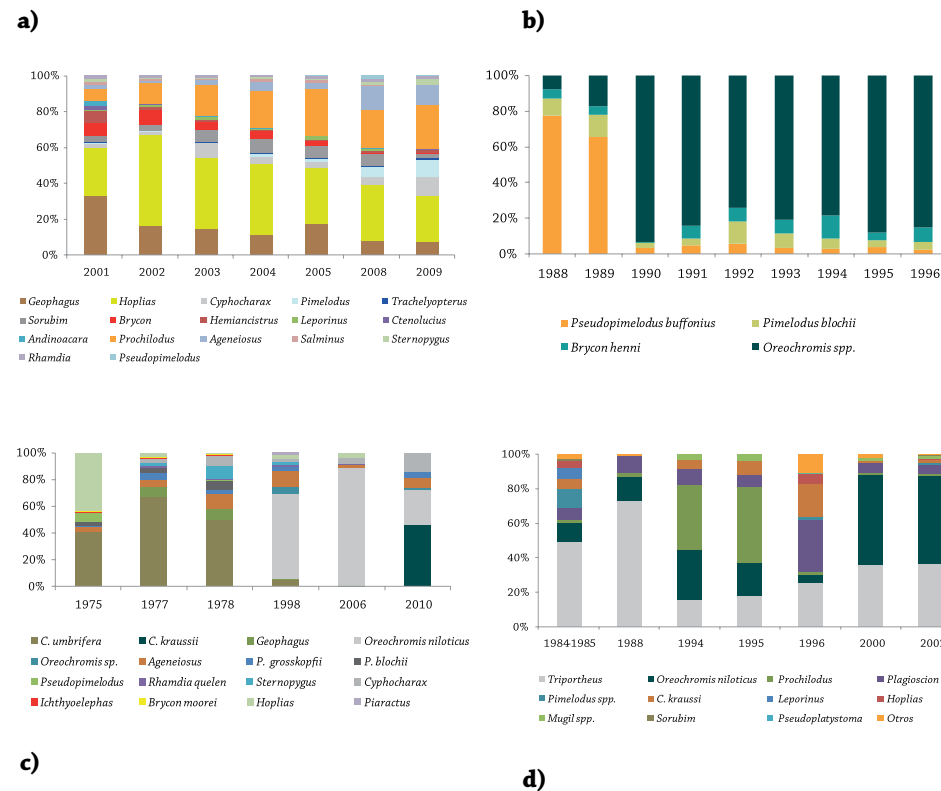 a)
b)
100%
80%
60%
40%
20%
0%
2001 2002 2003 2004 2005 2008 2009
Geophagus Hoplias Cyphocharax Pimelodus Trachelyopterus
Sorubim Brycon Hemiancistrus Leporinus Ctenolucius
Andinoacara Prochilodus Ageneiosus Salminus Sternopygus
Rhamdia Pseudopimelodus
100%
80%
60%
40%
20%
0%
1988 1989 1990 1991 1992 1993 1994 1995 1996
Pseudopimelodus buffonius Pimelodus blochii
Brycon henni Oreochromis spp.
100%
80%
60%
40%
20%
0%
1975 1977 1978 1998 2006 2010
C. umbrifera C. kraussii Geophagus Oreochromis niloticus
Oreochromis sp. Ageneiosus P. grosskopfii P. blochii
Pseudopimelodus Rhamdia quelen Sternopygus Cyphocharax
Ichthyoelephas Brycon moorei Hoplias Piaractus
100%
80%
60%
40%
20%
0%
1984-1985 1988 1994 1995 1996 2000
Triportheus Oreochromis niloticus Prochilodus Plagioscion
Pimelodus spp. C. kraussi Leporinus Hoplias
Mugil spp. Sorubim Pseudoplatystoma Otros
c)
d)